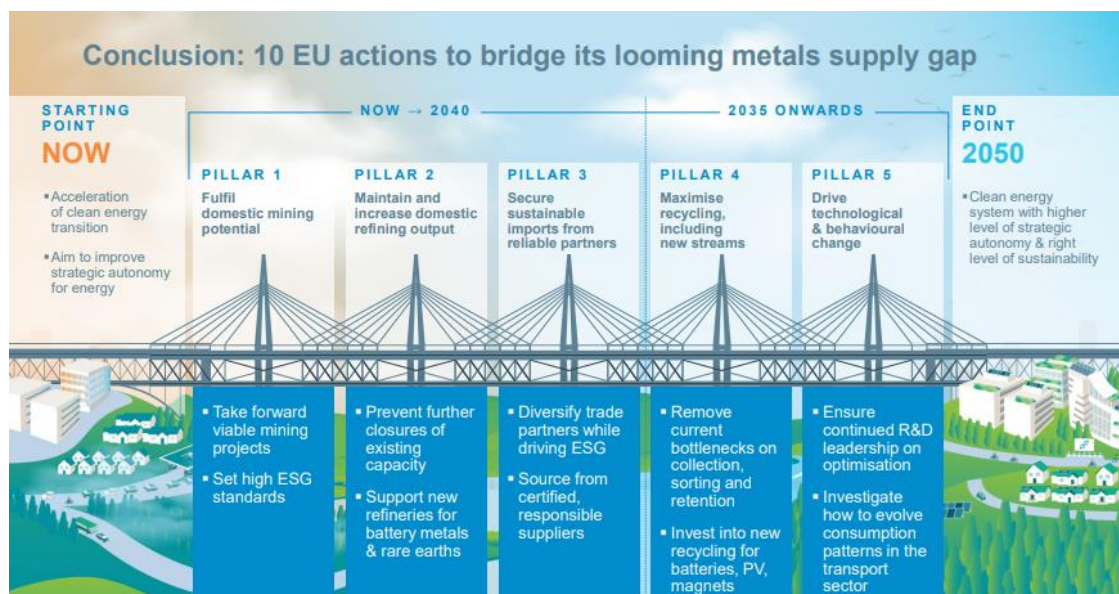 Conclusion: 10 EU actions to bridge its looming metals supply gap
STARTING
POINT
NOW
▪Acceleration
of clean energy
transition
▪Aim to improve
strategic autonomy
for energy
NOW → 2040
2035 ONWARDS
PILLAR 1
Fulfil
domestic mining
potential
PILLAR 2
Maintain and
increase domestic
refining output
PILLAR 3
Secure
sustainable
imports from
reliable partners
PILLAR 4
Maximise
recycling,
including
new streams
PILLAR 5
Drive
technological
& behavioural
change
END
POINT
2050
▪Clean energy
system with higher
level of strategic
autonomy & right
level of sustainability
▪ Take forward
viable mining
projects
▪ Set high ESG
standards
▪ Prevent further
closures of
existing
capacity
▪ Support new
refineries for
battery metals
& rare earths
▪ Diversify trade
partners while
driving ESG
▪ Source from
certified,
responsible
suppliers
▪ Remove
current
bottlenecks on
collection,
sorting and
retention
▪ Invest into new
recycling for
batteries, PV,
magnets
▪ Ensure
continued R&D
leadership on
optimisation
▪ Investigate
how to evolve
consumption
patterns in the
transport
sector